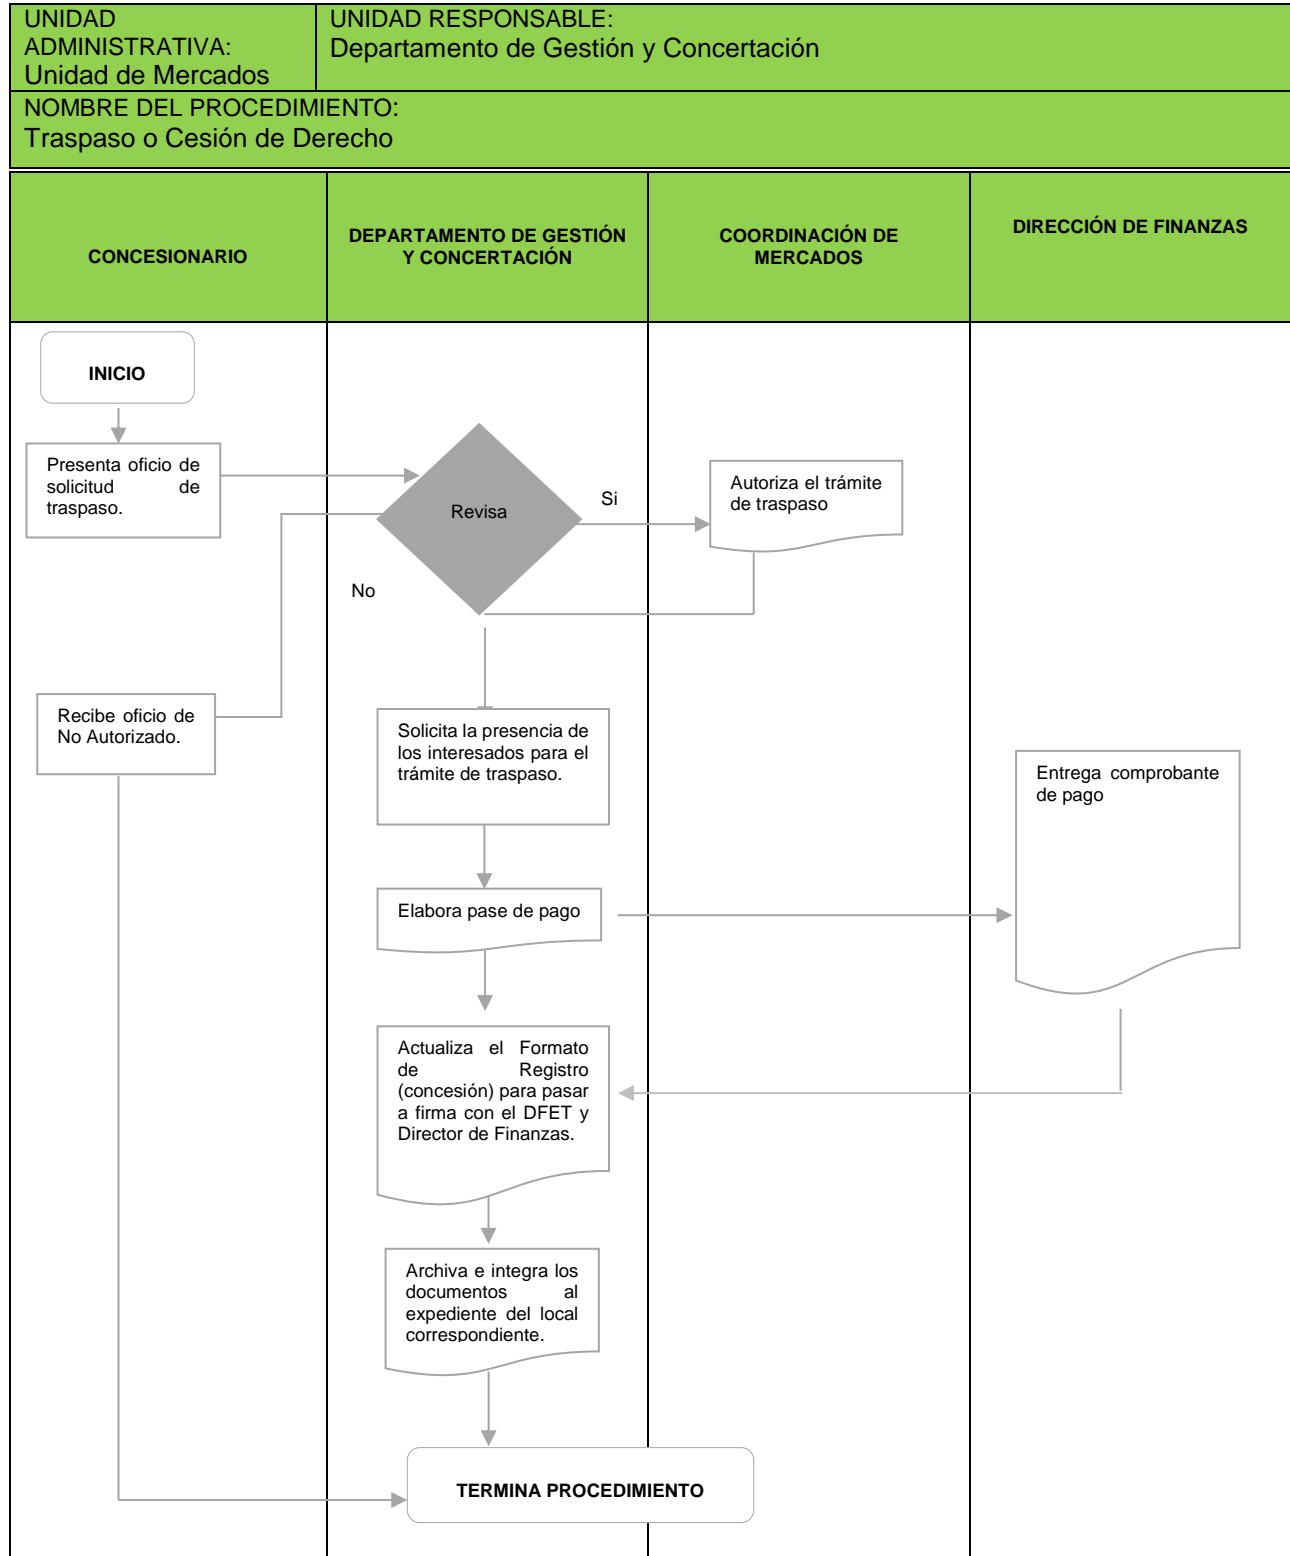 UNIDAD
ADMINISTRATIVA:
Unidad de Mercados
UNIDAD RESPONSABLE:
Departamento de Gestión y Concertación
NOMBRE DEL PROCEDIMIENTO:
Traspaso o Cesión de Derecho
CONCESIONARIO
DEPARTAMENTO DE GESTIÓN
Y CONCERTACIÓN
COORDINACIÓN DE
MERCADOS
DIRECCIÓN DE FINANZAS
INICIO
Presenta oficio de
solicitud de
traspaso.
Revisa
Si
Autoriza el trámite
de traspaso
No
Recibe oficio de
No Autorizado.
Solicita la presencia de
los interesados para el
trámite de traspaso.
Entrega comprobante
de pago
Elabora pase de pago
Actualiza el Formato
de Registro
(concesión) para pasar
a firma con el DFET y
Director de Finanzas.
Archiva e integra los
documentos al
expediente del local
correspondiente.
TERMINA PROCEDIMIENTO